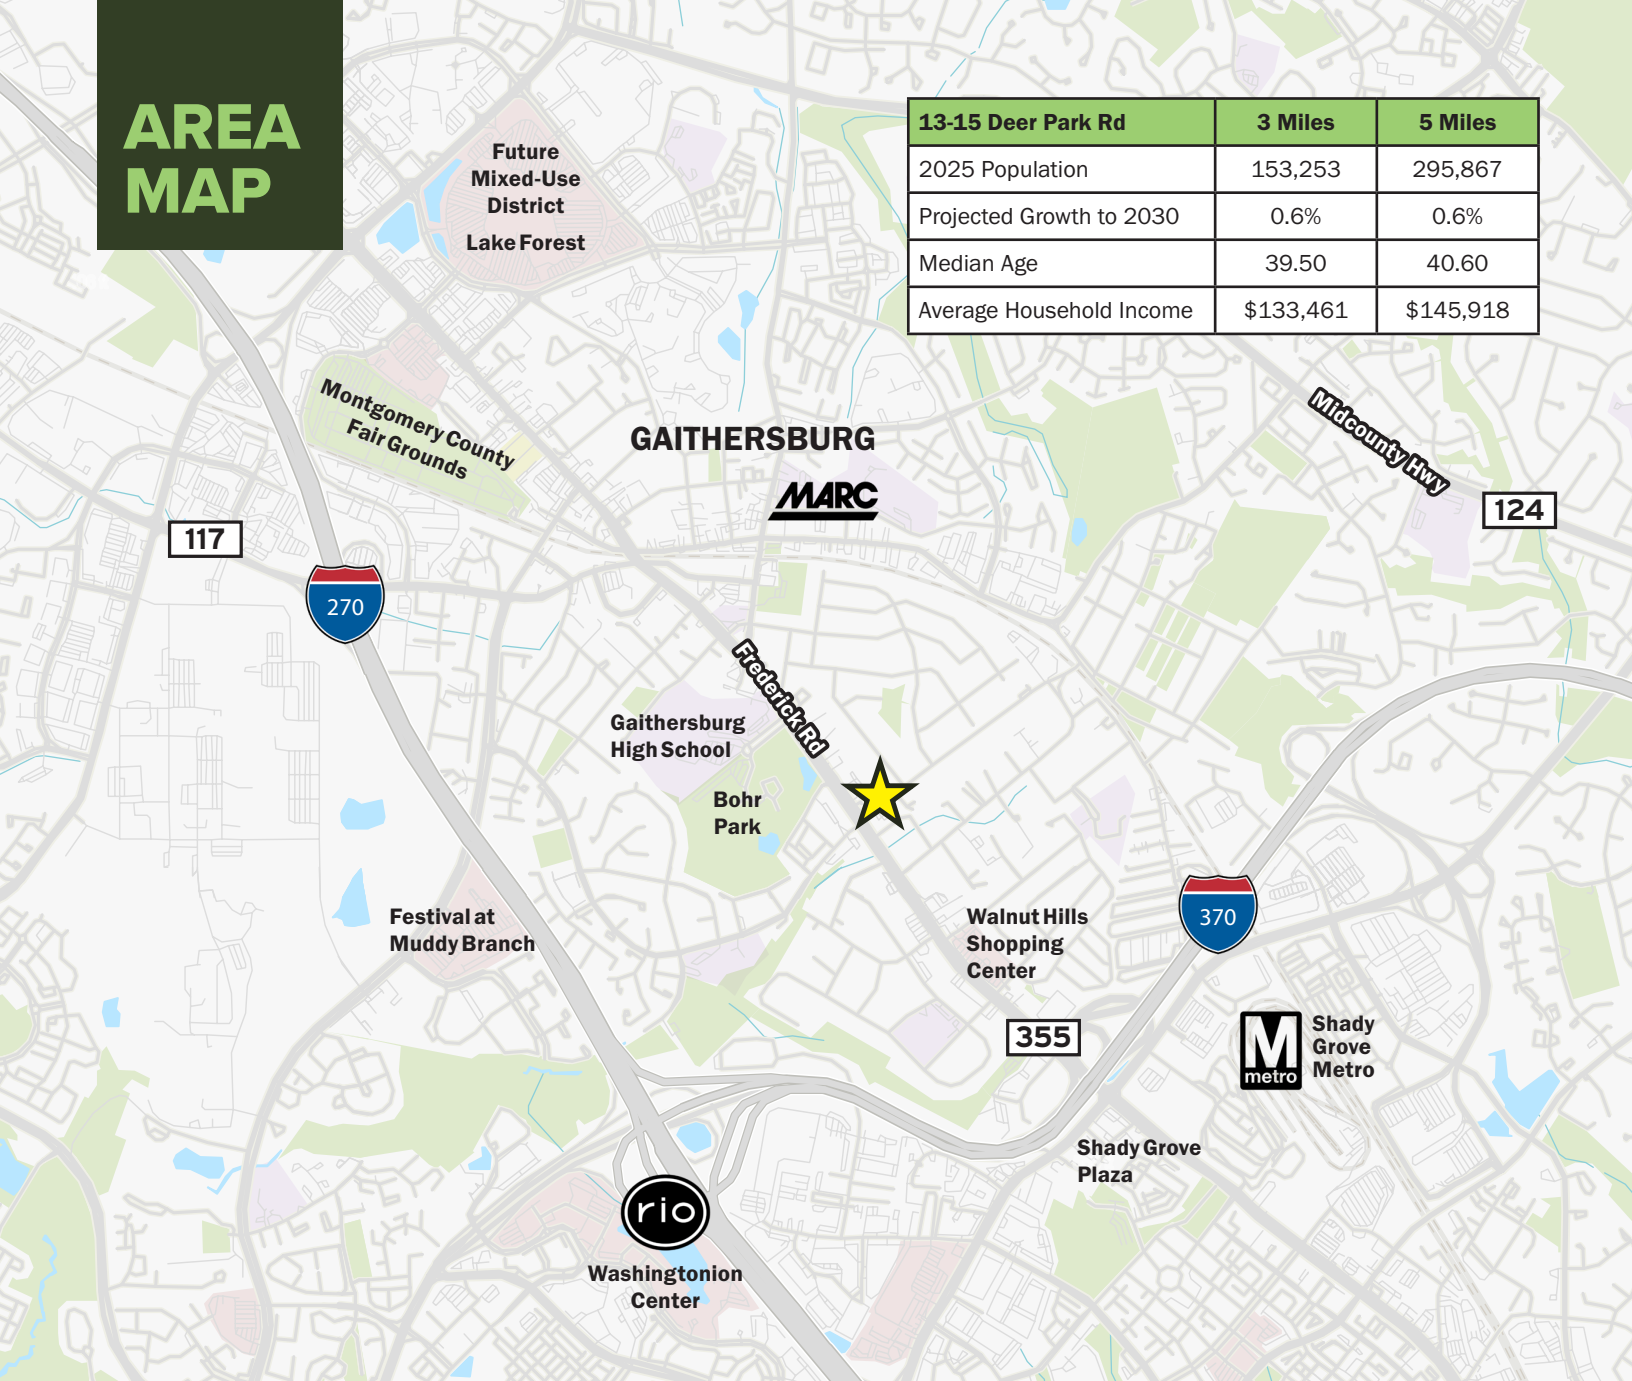 AREA
MAP
13-15 Deer Park Rd 3 Miles 5 Miles
2025 Population 153,253 295,867
Projected Growth to 2030 0.6% 0.6%
Median Age 39.50 40.60
Average Household Income $133,461 $145,918
Future
Mixed-Use
District
Lake Forest
Montgomery County
Fair Grounds
GAITHERSBURG
MARC
Midcounty Hwy
124
117
270
Frederick Rd
Gaithersburg
High School
Bohr
Park
Festival at
Muddy Branch
Walnut Hills
Shopping
Center
370
355
M
metro
Shady
Grove
Metro
Shady Grove
Plaza
rio
Washingtonion
Center